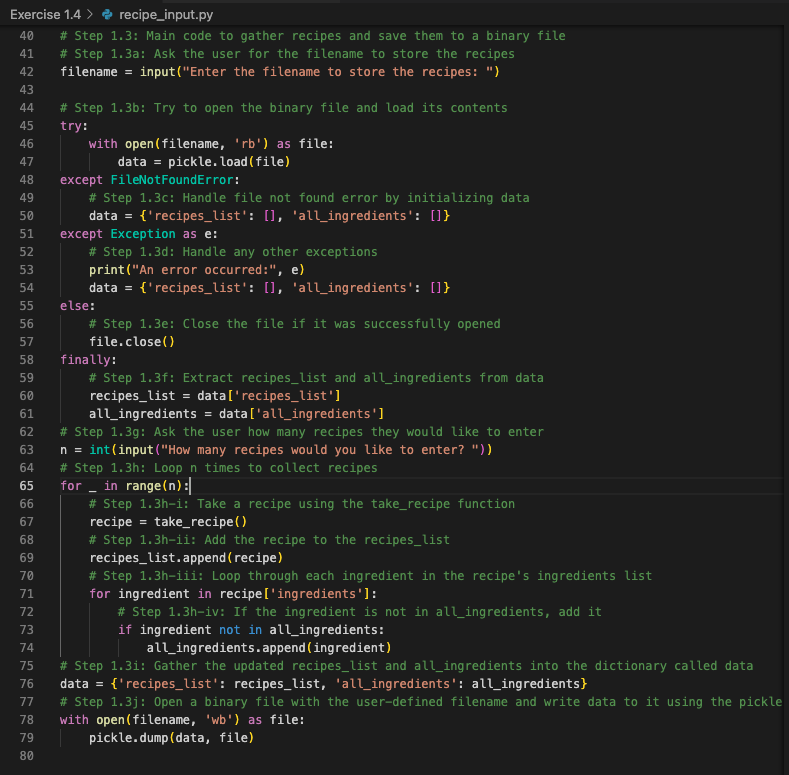 Exercise 1.4 > recipe_input.py
40 # Step 1.3: Main code to gather recipes and save them to a binary file
41 # Step 1.3a: Ask the user for the filename to store the recipes
42 filename = input("Enter the filename to store the recipes: ")
43
44 # Step 1.3b: Try to open the binary file and load its contents
45 try:
46     with open(filename, 'rb') as file:
47         data = pickle.load(file)
48 except FileNotFoundError:
49     # Step 1.3c: Handle file not found error by initializing data
50     data = {'recipes_list': [], 'all_ingredients': []}
51 except Exception as e:
52     # Step 1.3d: Handle any other exceptions
53     print("An error occurred:", e)
54     data = {'recipes_list': [], 'all_ingredients': []}
55 else:
56     # Step 1.3e: Close the file if it was successfully opened
57     file.close()
58 finally:
59     # Step 1.3f: Extract recipes_list and all_ingredients from data
60     recipes_list = data['recipes_list']
61     all_ingredients = data['all_ingredients']
62 # Step 1.3g: Ask the user how many recipes they would like to enter
63 n = int(input("How many recipes would you like to enter? "))
64 # Step 1.3h: Loop n times to collect recipes
65 for _ in range(n):
66     # Step 1.3h-i: Take a recipe using the take_recipe function
67     recipe = take_recipe()
68     # Step 1.3h-ii: Add the recipe to the recipes_list
69     recipes_list.append(recipe)
70     # Step 1.3h-iii: Loop through each ingredient in the recipe's ingredients list
71     for ingredient in recipe['ingredients']:
72         # Step 1.3h-iv: If the ingredient is not in all_ingredients, add it
73         if ingredient not in all_ingredients:
74             all_ingredients.append(ingredient)
75 # Step 1.3i: Gather the updated recipes_list and all_ingredients into the dictionary called data
76 data = {'recipes_list': recipes_list, 'all_ingredients': all_ingredients}
77 # Step 1.3j: Open a binary file with the user-defined filename and write data to it using the pickle
78 with open(filename, 'wb') as file:
79     pickle.dump(data, file)
80